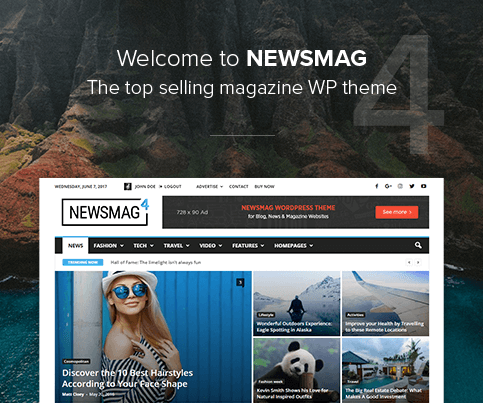 Welcome to NEWSMAG
The top selling magazine WP theme
4
WEDNESDAY, JUNE 7, 2017
JOHN DOE
LOGOUT
ADVERTISE
CONTACT
BUY NOW
NEWSMAG 4
728 x 90 Ad
NEWSMAG WORDPRESS THEME
for Blog, News & Magazine Websites
See more >
NEWS
FASHION
TECH
TRAVEL
VIDEO
FEATURES
HOMEPAGES
TRENDING NOW
Hall of Fame: The limelight isn't always fun
3
Cosmopolitan
Discover the 10 Best Hairstyles
According to Your Face Shape
Matt Cloey - May 20, 2016
Lifestyle
Wonderful Outdoors Experience:
Eagle Spotting in Alaska
Activities
Improve your Health by Travelling
to these Remote Locations
Fashion week
Kevin Smith Shows his Love for
Natural Inspired Outfits
Travel
The Big Real Estate Debate: What
Makes A Good Investment